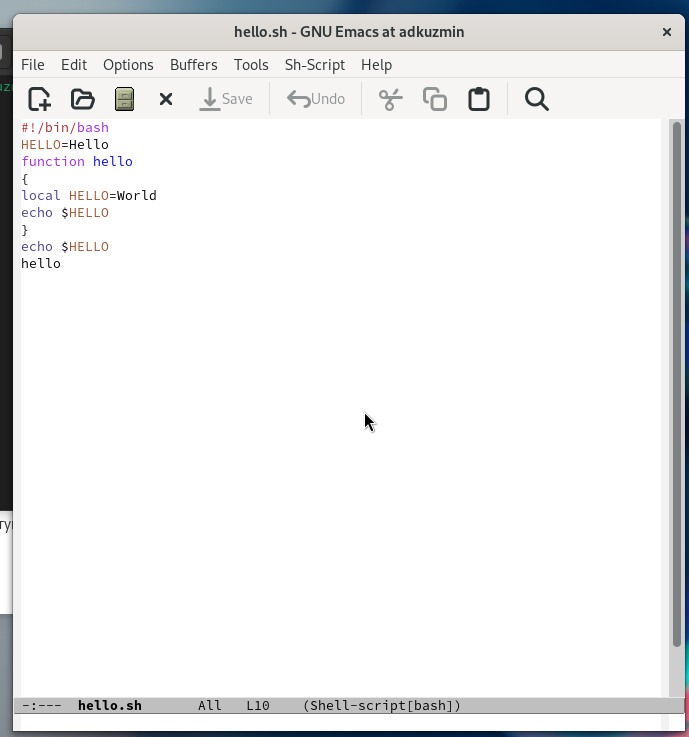 hello.sh - GNU Emacs at adkuzmin
File Edit Options Buffers Tools Sh-Script Help
Save Undo
#!/bin/bash
HELLO=Hello
function hello
{
local HELLO=World
echo $HELLO
}
echo $HELLO
hello
-:--- hello.sh All L10 (Shell-script[bash])